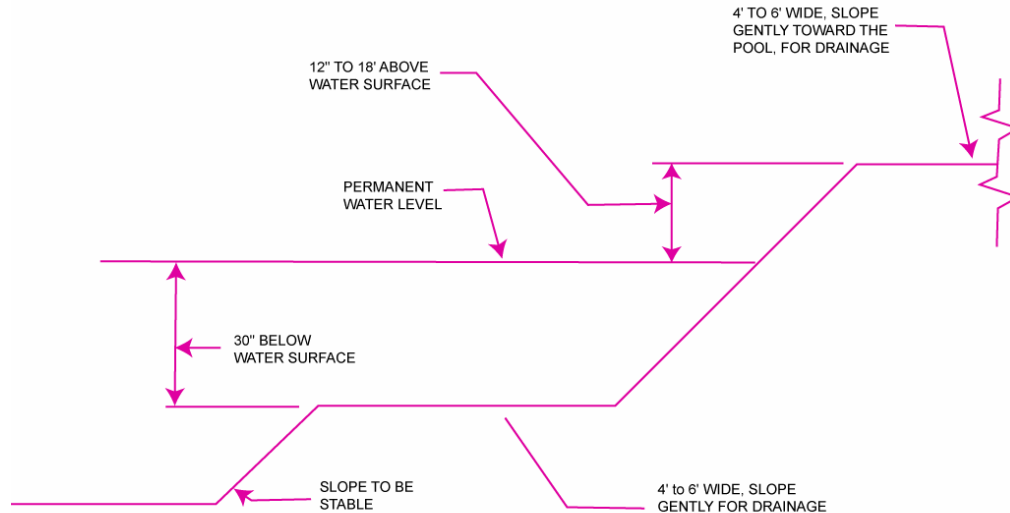 4' TO 6' WIDE, SLOPE
GENTLY TOWARD THE
POOL, FOR DRAINAGE
12" TO 18' ABOVE
WATER SURFACE
PERMANENT
WATER LEVEL
30" BELOW
WATER SURFACE
SLOPE TO BE
STABLE
4' to 6' WIDE, SLOPE
GENTLY FOR DRAINAGE